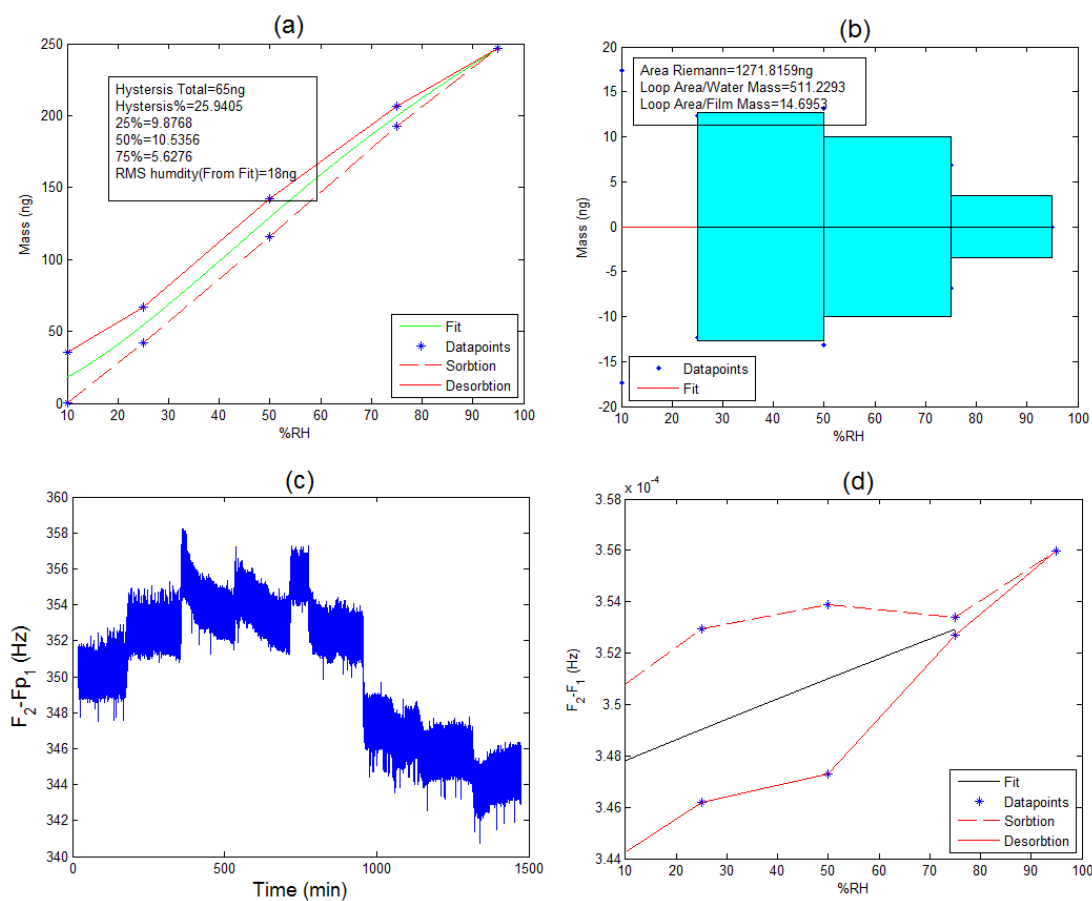 (a)
250
200
150
100
50
0
Mass (ng)
Hystersis Total=65ng
Hystersis%=25.9405
25%=9.8768
50%=10.5356
75%=5.6276
RMS humdity(From Fit)=18ng
Fit
Datapoints
Sorbtion
Desorbtion
10 20 30 40 50 60 70 80 90 100
%RH
(b)
20
15
10
5
0
-5
-10
-15
-20
Mass (ng)
Area Riemann=1271.8159ng
Loop Area/Water Mass=511.2293
Loop Area/Film Mass=14.6953
Datapoints
Fit
10 20 30 40 50 60 70 80 90 100
%RH
(c)
360
358
356
354
352
350
348
346
344
342
340
F₂-Fp₁ (Hz)
0 500 1000 1500
Time (min)
(d)
x 10⁻⁴
3.58
3.56
3.54
3.52
3.5
3.48
3.46
3.44
F₂-F₁ (Hz)
Fit
Datapoints
Sorbtion
Desorbtion
10 20 30 40 50 60 70 80 90 100
%RH